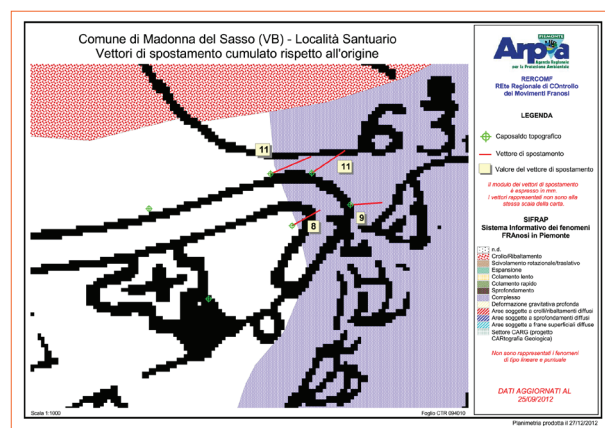 Comune di Madonna del Sasso (VB) - Località Santuario
Vettori di spostamento cumulato rispetto all'origine
11
11
9
8
Scala 1:1000
Foglio CTR 094010
PIEMONTE
Arpa
Agenzia Regionale
per la Protezione Ambientale
RERCOMF
REte Regionale di COntrollo
dei Movimenti Franosi
LEGENDA
Caposaldo topografico
Vettore di spostamento
Valore del vettore di spostamento
Il modulo dei vettori di spostamento
è espresso in mm.
I vettori rappresentati non sono alla
stessa scala della carta.
SIFRAP
Sistema Informativo dei fenomeni
FRAnosi in Piemonte
n.d.
Crollo/Ribaltamento
Scivolamento rotazionale/traslativo
Espansione
Colamento lento
Colamento rapido
Sprofondamento
Complesso
Deformazione gravitativa profonda
Aree soggette a crolli/ribaltamenti diffusi
Aree soggette a sprofondamenti diffusi
Aree soggette a frane superficiali diffuse
Settore CARG (progetto
CARtografia Geologica)
Non sono rappresentati i fenomeni
di tipo lineare e puntuale
DATI AGGIORNATI AL
25/09/2012
Planimetria prodotta il 27/12/2012